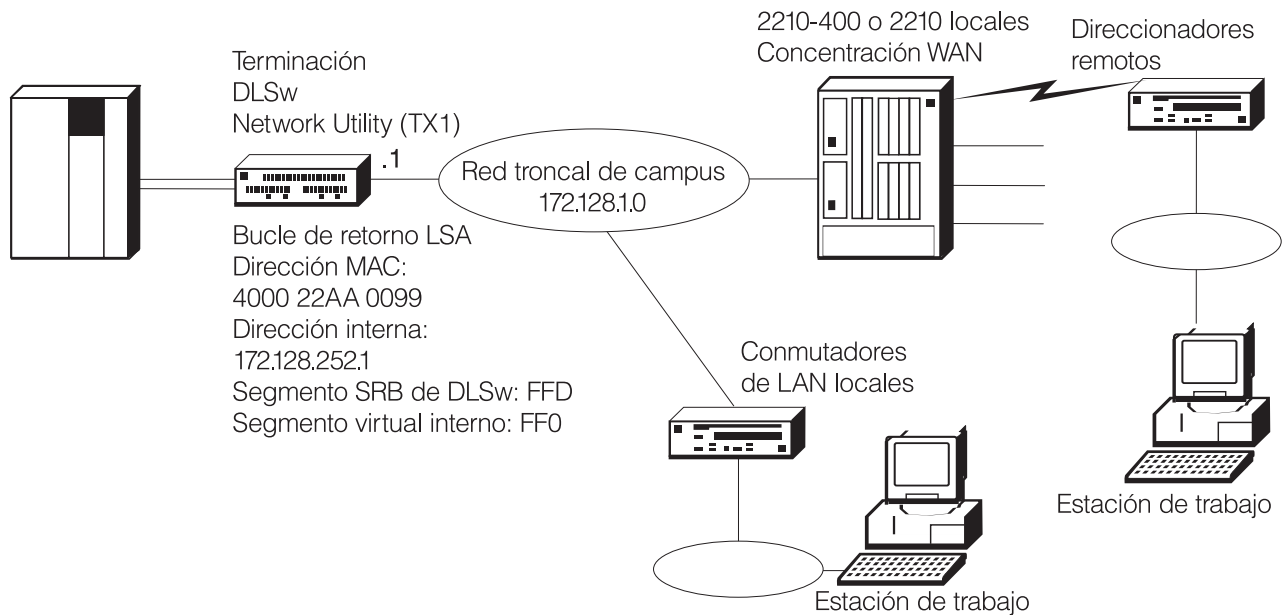 2210-400 o 2210 locales
Concentración WAN
Direccionadores
remotos
Terminación
DLSw
Network Utility (TX1)
.1
Red troncal de campus
172.128.1.0
Bucle de retorno LSA
Dirección MAC:
4000 22AA 0099
Dirección interna:
172.128.252.1
Segmento SRB de DLSw: FFD
Segmento virtual interno: FF0
Conmutadores
de LAN locales
Estación de trabajo
Estación de trabajo